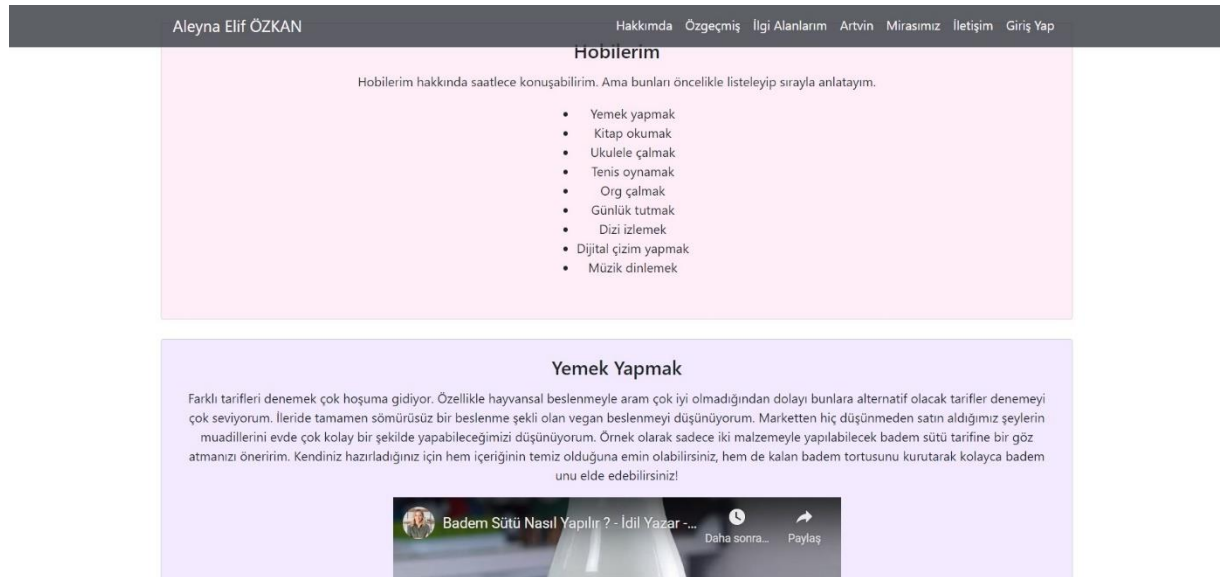 Aleyna Elif ÖZKAN
Hakkımda Özgeçmiş İlgi Alanlarım Artvin Mirasımız İletişim Giriş Yap
Hobilerim
Hobilerim hakkında saatlece konuşabilirim. Ama bunları öncelikle listeleyip sırayla anlatayım.
• Yemek yapmak
• Kitap okumak
• Ukulele çalmak
• Tenis oynamak
• Org çalmak
• Günlük tutmak
• Dizi izlemek
• Dijital çizim yapmak
• Müzik dinlemek
Yemek Yapmak
Farklı tarifleri denemek çok hoşuma gidiyor. Özellikle hayvansal beslenmeyle aram çok iyi olmadığından dolayı bunlara alternatif olacak tarifler denemeyi
çok seviyorum. İleride tamamen sömürüsüz bir beslenme şekli olan vegan beslenmeyi düşünüyorum. Marketten hiç düşünmeden satın aldığımız şeylerin
muadillerini evde çok kolay bir şekilde yapabileceğimizi düşünüyorum. Örnek olarak sadece iki malzemeyle yapılabilecek badem sütü tarifine bir göz
atmanızı öneririm. Kendiniz hazırladığınız için hem içeriğinin temiz olduğuna emin olabilirsiniz, hem de kalan badem tortusunu kurutarak kolayca badem
unu elde edebilirsiniz!
Badem Sütü Nasıl Yapılır ? - İdil Yazar -...
Daha sonra... Paylaş